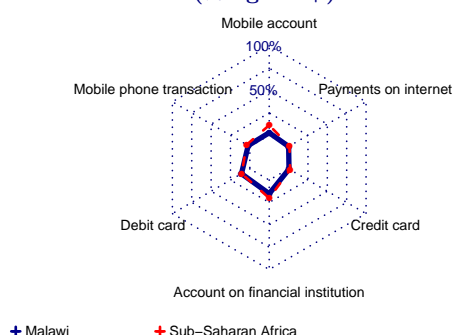 Mobile account
100%
Mobile phone transaction
50%
Payments on internet
Debit card
Credit card
Account on financial institution
Malawi
Sub−Saharan Africa